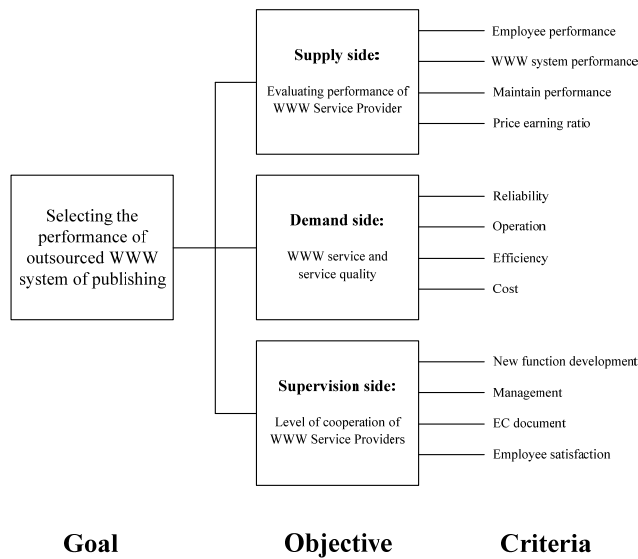 Selecting the
performance of
outsourced WWW
system of publishing
Supply side:
Evaluating performance of
WWW Service Provider
Employee performance
WWW system performance
Maintain performance
Price earning ratio
Demand side:
WWW service and
service quality
Reliability
Operation
Efficiency
Cost
Supervision side:
Level of cooperation of
WWW Service Providers
New function development
Management
EC document
Employee satisfaction
Goal
Objective
Criteria